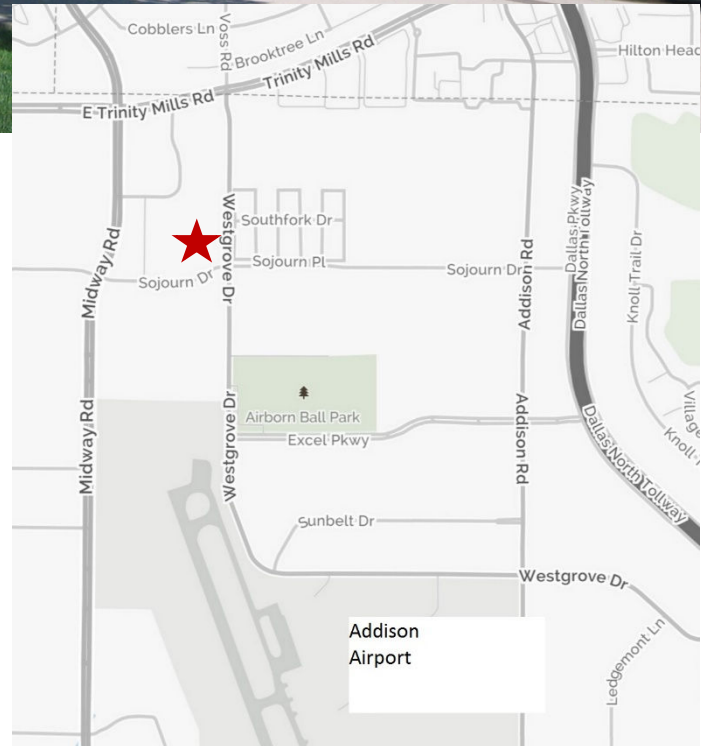 Cobblers Ln
Voss Rd
Brooktree Ln
Trinity Mills Rd
Hilton Head
E Trinity Mills Rd
Westgrove Dr
Southfork Dr
Sojourn Pl
Sojourn Dr
Sojourn Dr
Midway Rd
Addison Rd
Dallas Pkwy
Dallas North Tollway
Knoll Trail Dr
Airborn Ball Park
Excel Pkwy
Midway Rd
Westgrove Dr
Addison Rd
Dallas North Tollway
Village
Knoll
Sunbelt Dr
Westgrove Dr
Addison
Airport
Ledgemont Ln